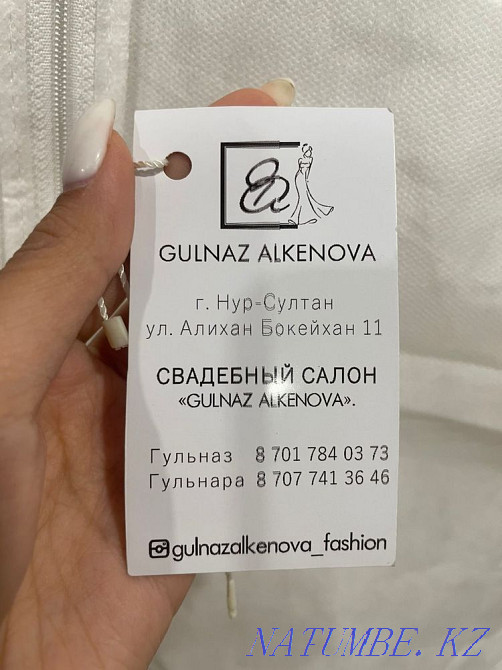 GULNAZ ALKENOVA
г. Нур-Султан
ул. Алихан Бокейхан 11
СВАДЕБНЫЙ САЛОН
«GULNAZ ALKENOVA».
Гульназ 8 701 784 03 73
Гульнара 8 707 741 36 46
gulnazalkenova_fashion
NATUMBE. KZ